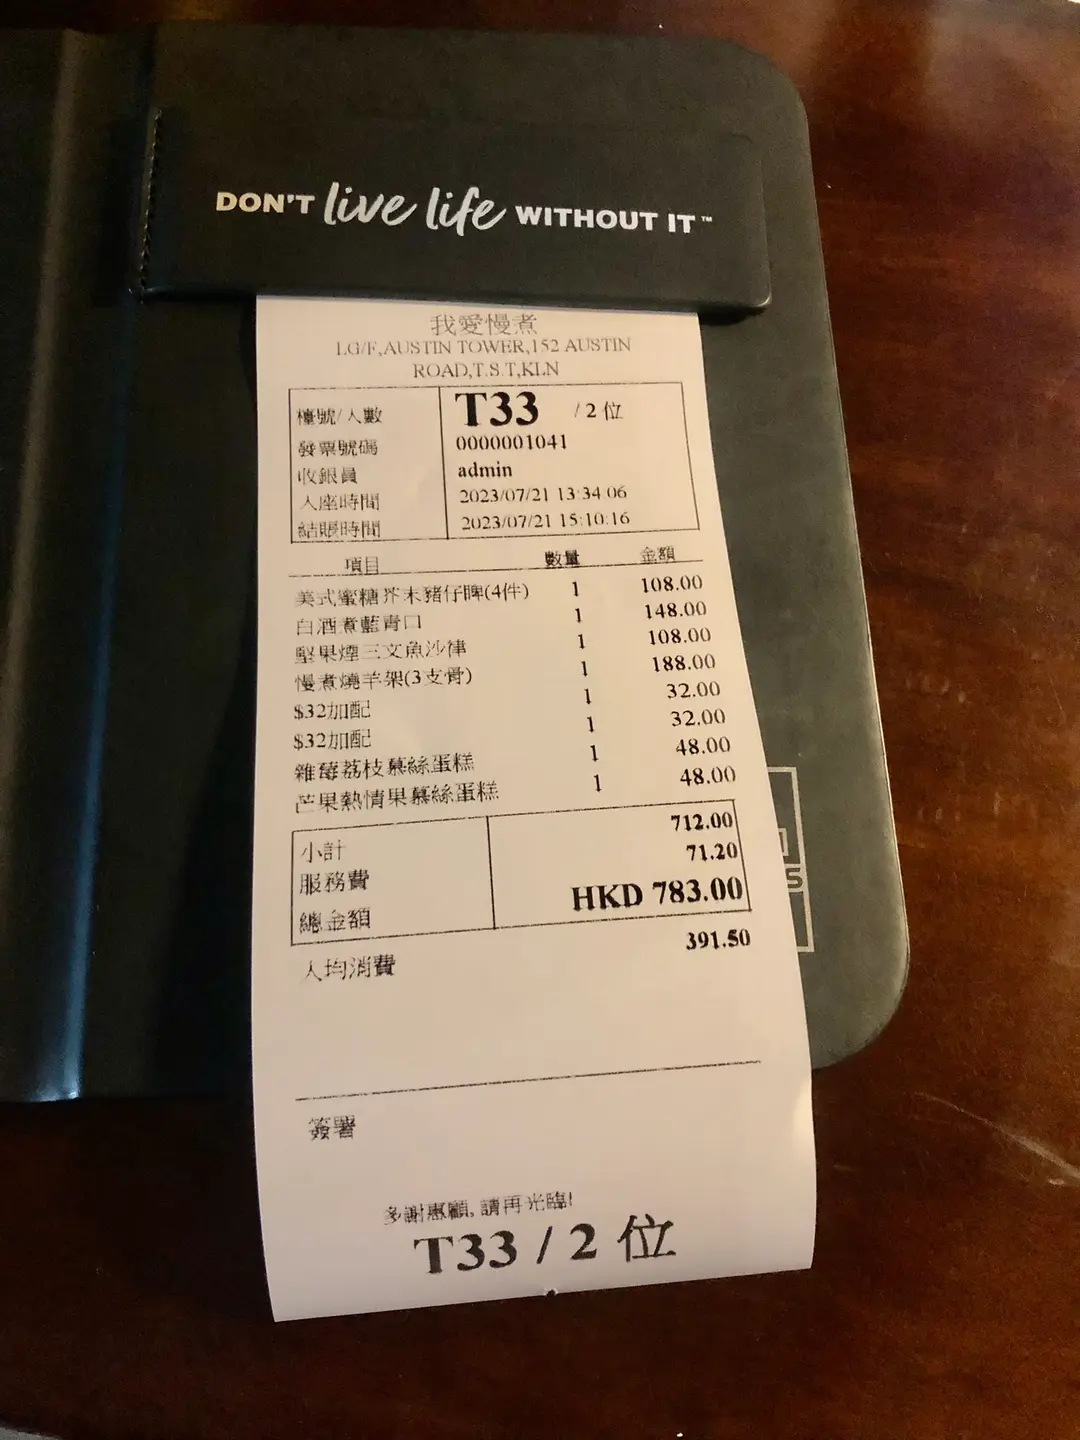 DON'T live life WITHOUT IT™
我愛慢煮
LG/F,AUSTIN TOWER,152 AUSTIN
ROAD,T.S.T,KLN
檯號/人數 T33 / 2 位
發票號碼 0000001041
收銀員 admin
入座時間 2023/07/21 13:34:06
結賬時間 2023/07/21 15:10:16
項目 數量 金額
美式蜜糖芥末豬仔髀(4件) 1 108.00
白酒煮藍青口 1 148.00
堅果煙三文魚沙律 1 108.00
慢煮燒羊架(3支骨) 1 188.00
$32加配 1 32.00
$32加配 1 32.00
雜莓荔枝慕絲蛋糕 1 48.00
芒果熱情果慕絲蛋糕 1 48.00
小計 712.00
服務費 71.20
總金額 HKD 783.00
人均消費 391.50
簽署
多謝惠顧, 請再光臨!
T33 / 2 位